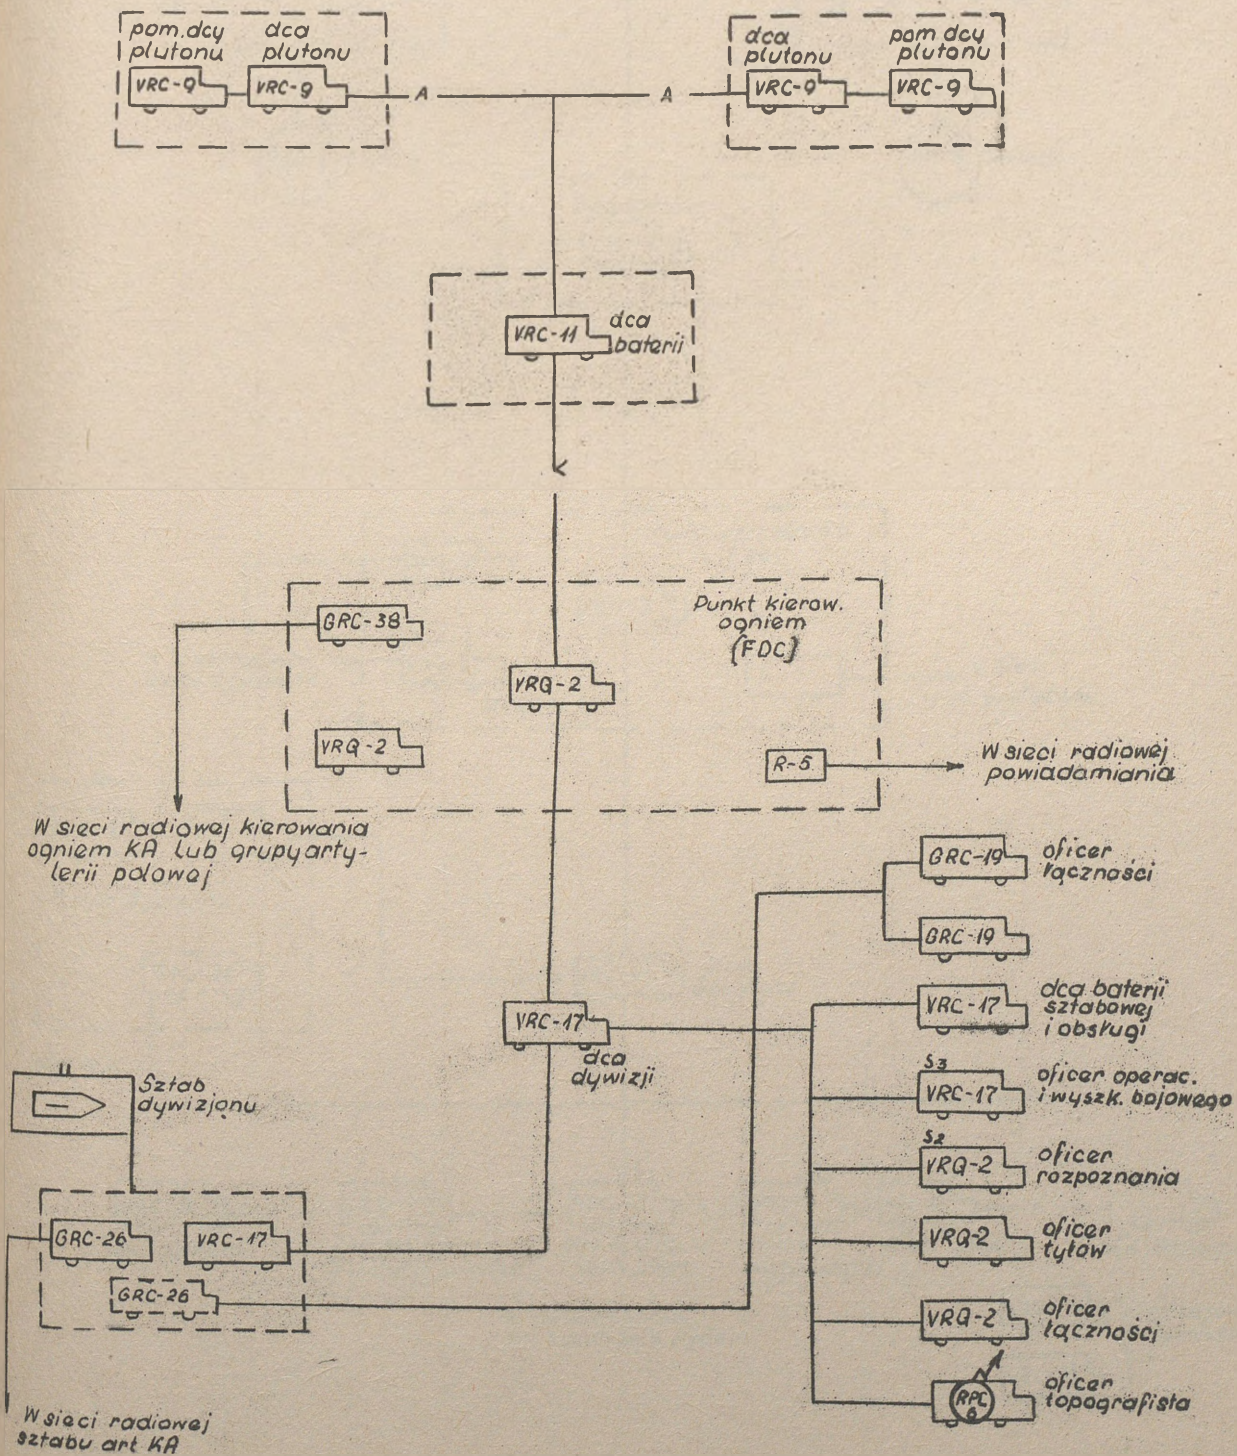 pom. dcy
plutonu
dca
plutonu
VRC-9
VRC-9
A
A
dca
plutonu
pom dcy
plutonu
VRC-9
VRC-9
VRC-11
dca
baterii
GRC-38
Punkt kierow.
ogniem
(FDC)
VRQ-2
VRQ-2
R-5
W sieci radiowej
powiadamiania
W sieci radiowej kierowania
ogniem KA lub grupy arty-
lerii polowej
GRC-19
oficer
łączności
GRC-19
VRC-17
dca baterii
sztabowej
i obsługi
VRC-17
dca
dywizji
S3
VRC-17
oficer operac.
i wyszk. bojowego
Sztab
dywizjonu
S2
VRQ-2
oficer
rozpoznania
GRC-26
VRC-17
VRQ-2
oficer
tyłów
GRC-26
VRQ-2
oficer
łączności
RPC
6
oficer
topografista
W sieci radiowej
sztabu art KA